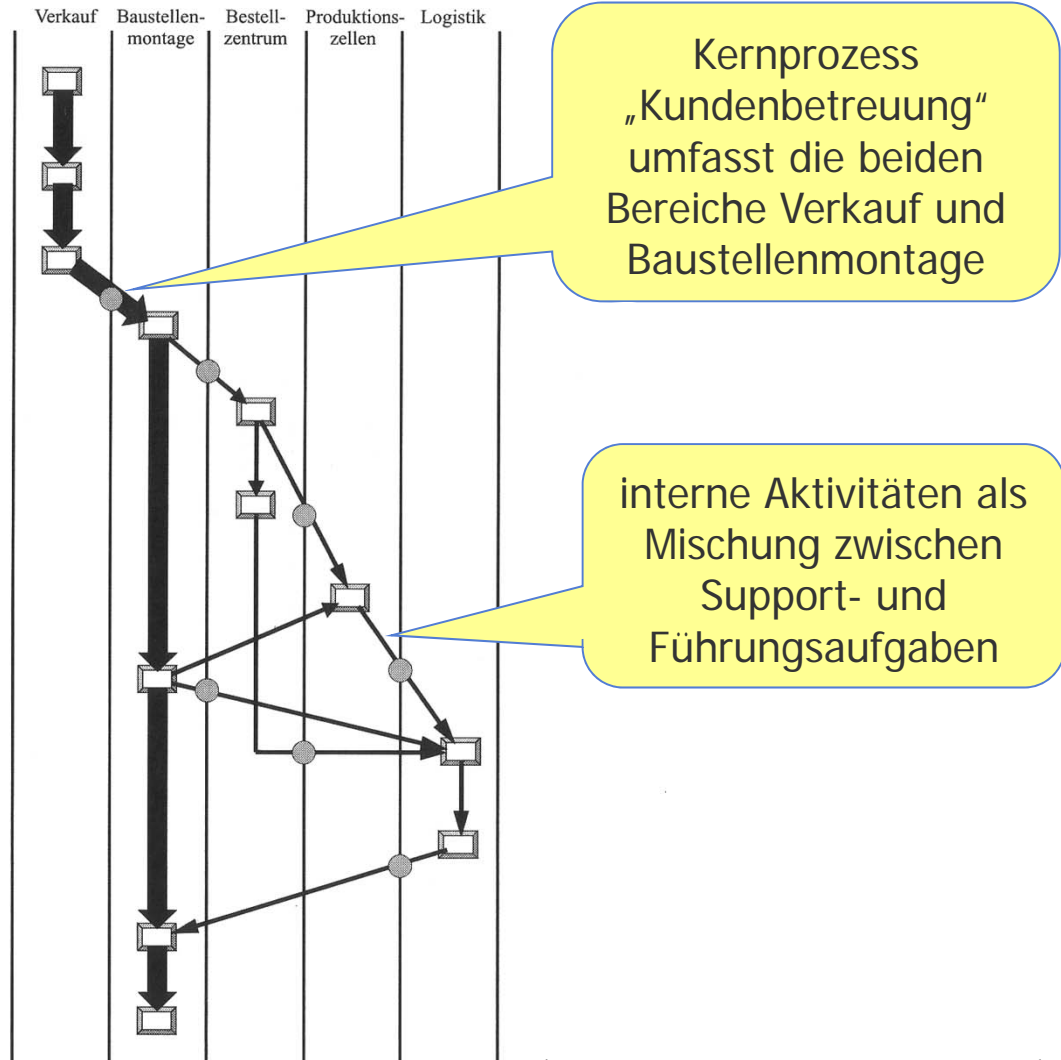 Verkauf
Baustellen-
montage
Bestell-
zentrum
Produktions-
zellen
Logistik
Kernprozess
„Kundenbetreuung“
umfasst die beiden
Bereiche Verkauf und
Baustellenmontage
interne Aktivitäten als
Mischung zwischen
Support- und
Führungsaufgaben